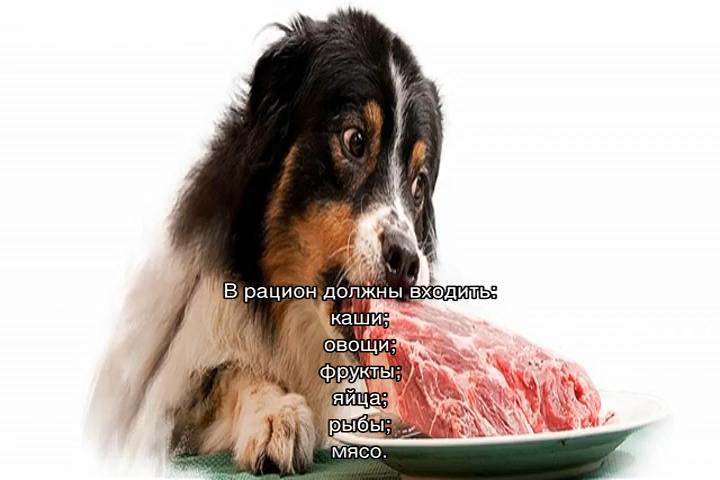 В рацион должны входить:
каши;
овощи;
фрукты;
яйца;
рыбы;
мясо.